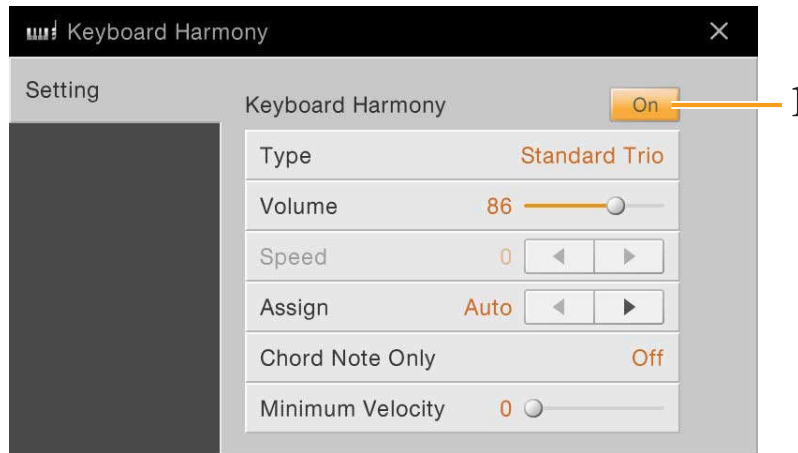 Keyboard Harmony
Setting
Keyboard Harmony On 1
Type Standard Trio
Volume 86
Speed 0
Assign Auto
Chord Note Only Off
Minimum Velocity 0